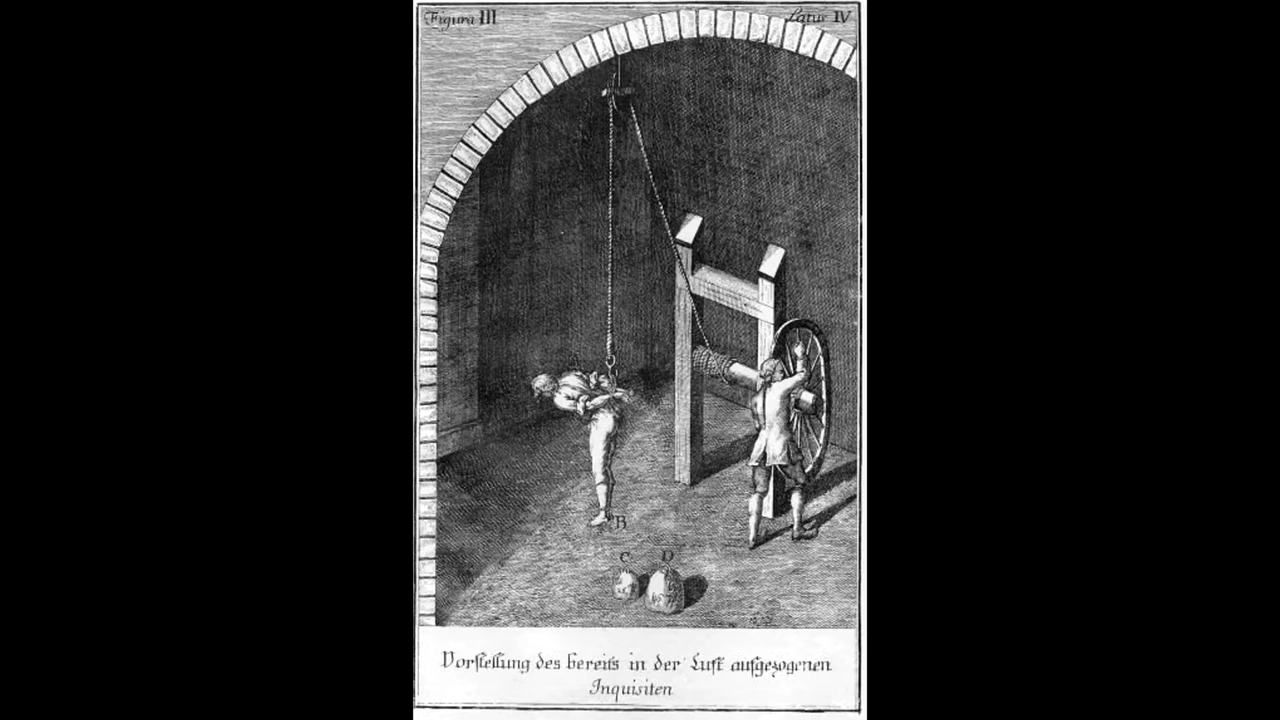 Figura III
Latus IV
B
C
D
Vorstellung des bereits in der Luft aufgezogenen
Inquisiten